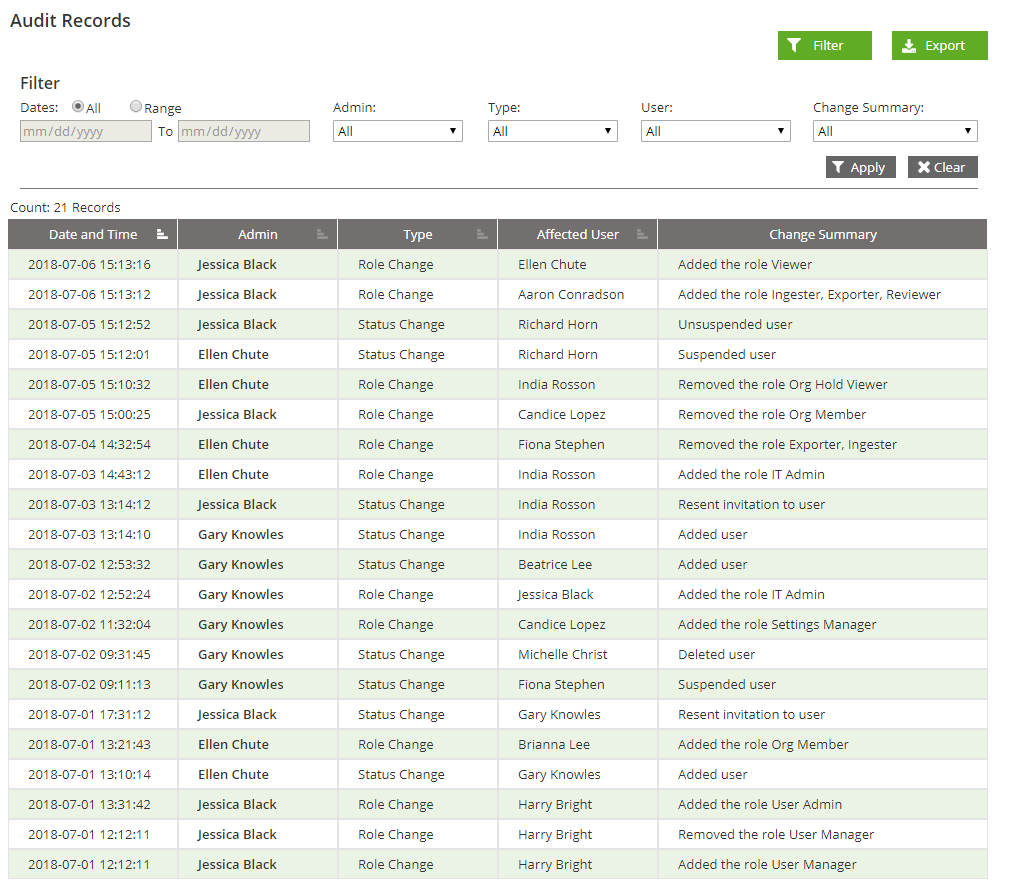 Audit Records
Filter Export
Filter
Dates: All Range Admin: Type: User: Change Summary:
mm/dd/yyyy To mm/dd/yyyy All All All All
Apply Clear
Count: 21 Records
Date and Time Admin Type Affected User Change Summary
2018-07-06 15:13:16 Jessica Black Role Change Ellen Chute Added the role Viewer
2018-07-06 15:13:12 Jessica Black Role Change Aaron Conradson Added the role Ingester, Exporter, Reviewer
2018-07-05 15:12:52 Jessica Black Status Change Richard Horn Unsuspended user
2018-07-05 15:12:01 Ellen Chute Status Change Richard Horn Suspended user
2018-07-05 15:10:32 Ellen Chute Role Change India Rosson Removed the role Org Hold Viewer
2018-07-05 15:00:25 Jessica Black Role Change Candice Lopez Removed the role Org Member
2018-07-04 14:32:54 Ellen Chute Role Change Fiona Stephen Removed the role Exporter, Ingester
2018-07-03 14:43:12 Ellen Chute Role Change India Rosson Added the role IT Admin
2018-07-03 13:14:12 Jessica Black Status Change India Rosson Resent invitation to user
2018-07-03 13:14:10 Gary Knowles Status Change India Rosson Added user
2018-07-02 12:53:32 Gary Knowles Status Change Beatrice Lee Added user
2018-07-02 12:52:24 Gary Knowles Role Change Jessica Black Added the role IT Admin
2018-07-02 11:32:04 Gary Knowles Role Change Candice Lopez Added the role Settings Manager
2018-07-02 09:31:45 Gary Knowles Status Change Michelle Christ Deleted user
2018-07-02 09:11:13 Gary Knowles Status Change Fiona Stephen Suspended user
2018-07-01 17:31:12 Jessica Black Status Change Gary Knowles Resent invitation to user
2018-07-01 13:21:43 Ellen Chute Role Change Brianna Lee Added the role Org Member
2018-07-01 13:10:14 Ellen Chute Status Change Gary Knowles Added user
2018-07-01 13:31:42 Jessica Black Role Change Harry Bright Added the role User Admin
2018-07-01 12:12:11 Jessica Black Role Change Harry Bright Removed the role User Manager
2018-07-01 12:12:11 Jessica Black Role Change Harry Bright Added the role User Manager